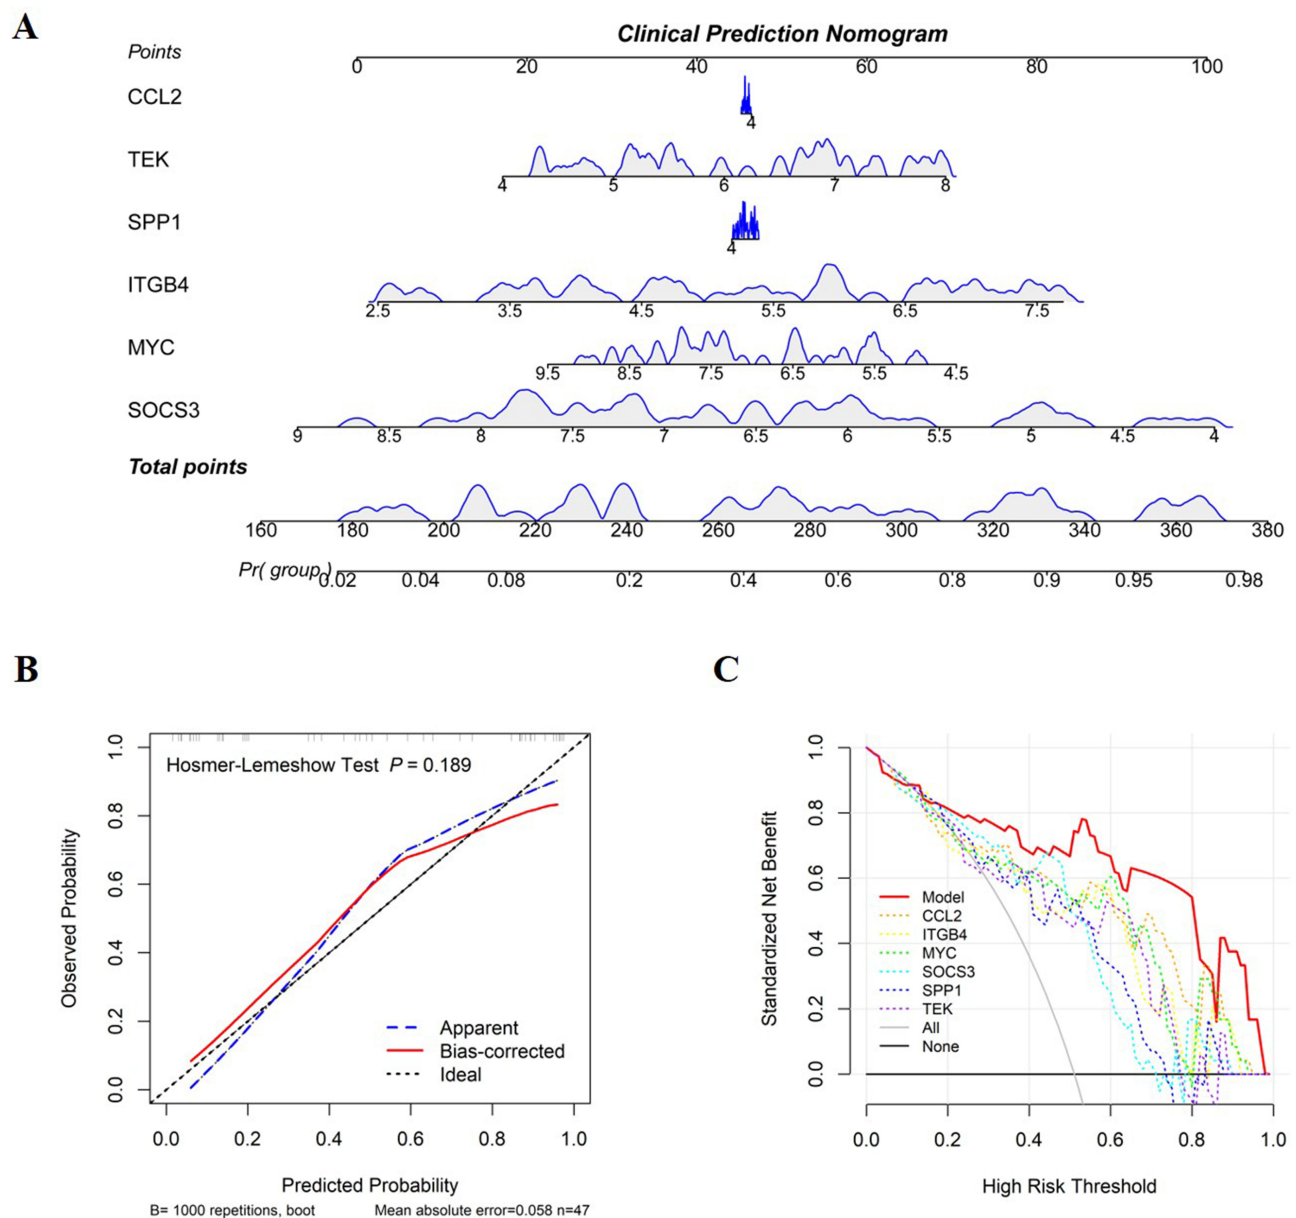 A
Clinical Prediction Nomogram
Points
0 20 40 60 80 100
CCL2
4
TEK
4 5 6 7 8
SPP1
4
ITGB4
2.5 3.5 4.5 5.5 6.5 7.5
MYC
9.5 8.5 7.5 6.5 5.5 4.5
SOCS3
9 8.5 8 7.5 7 6.5 6 5.5 5 4.5 4
Total points
160 180 200 220 240 260 280 300 320 340 360 380
Pr( group ) 0.02 0.04 0.08 0.2 0.4 0.6 0.8 0.9 0.95 0.98
B
Hosmer-Lemeshow Test P = 0.189
Observed Probability
1.0
0.8
0.6
0.4
0.2
0.0
Apparent
Bias-corrected
Ideal
0.0 0.2 0.4 0.6 0.8 1.0
Predicted Probability
B= 1000 repetitions, boot Mean absolute error=0.058 n=47
C
Standardized Net Benefit
1.0
0.8
0.6
0.4
0.2
0.0
Model
CCL2
ITGB4
MYC
SOCS3
SPP1
TEK
All
None
0.0 0.2 0.4 0.6 0.8 1.0
High Risk Threshold